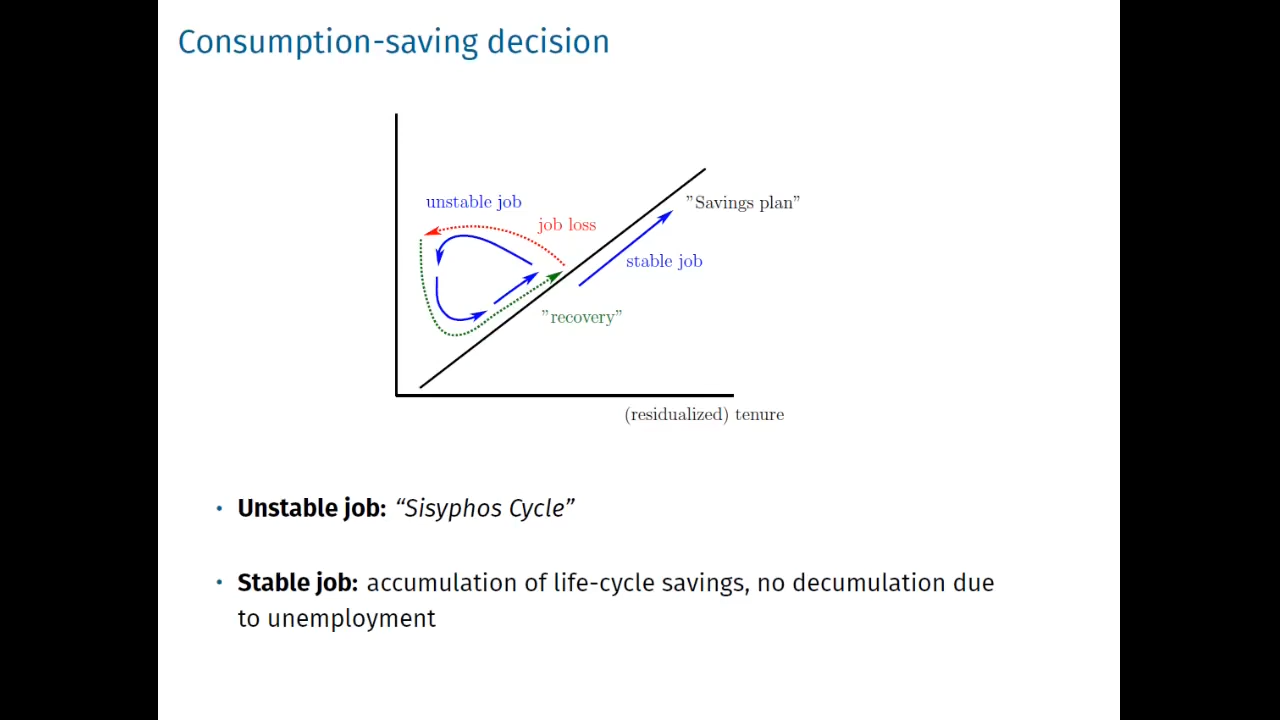 Consumption-saving decision
unstable job
"Savings plan"
job loss
stable job
"recovery"
(residualized) tenure
• Unstable job: “Sisyphos Cycle”
• Stable job: accumulation of life-cycle savings, no decumulation due
to unemployment